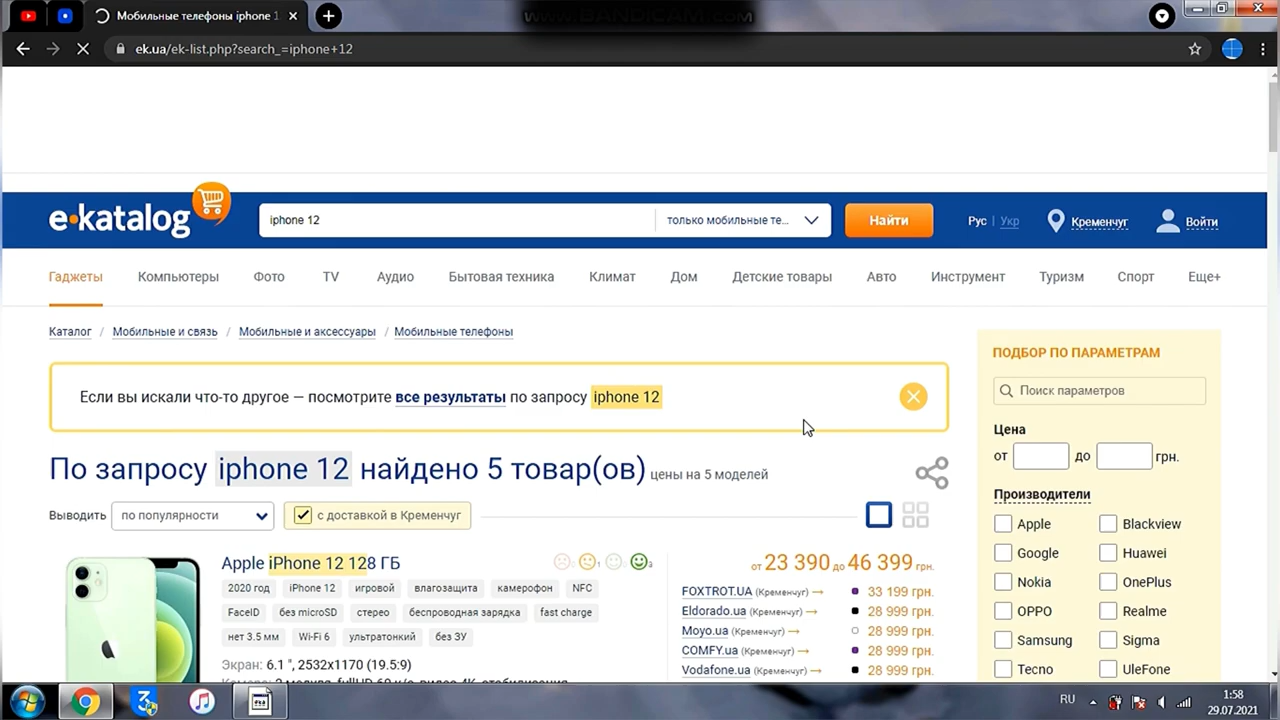 Мобильные телефоны iphone 1
WWW.BANDICAM.COM
ek.ua/ek-list.php?search_=iphone+12
e·katalog
iphone 12
только мобильные те...
Найти
Рус | Укр
Кременчуг
Войти
Гаджеты Компьютеры Фото TV Аудио Бытовая техника Климат Дом Детские товары Авто Инструмент Туризм Спорт Еще+
Каталог / Мобильные и связь / Мобильные и аксессуары / Мобильные телефоны
Если вы искали что-то другое — посмотрите все результаты по запросу iphone 12
По запросу iphone 12 найдено 5 товар(ов) цены на 5 моделей
Выводить по популярности с доставкой в Кременчуг
Apple iPhone 12 128 ГБ
2020 год iPhone 12 игровой влагозащита камерофон NFC
FaceID без microSD стерео беспроводная зарядка fast charge
нет 3.5 мм Wi-Fi 6 ультратонкий без ЗУ
Экран: 6.1 ", 2532x1170 (19.5:9)
от 23 390 до 46 399 грн.
FOXTROT.UA (Кременчуг) → 33 199 грн.
Eldorado.ua (Кременчуг) → 28 999 грн.
Moyo.ua (Кременчуг) → 28 999 грн.
COMFY.ua (Кременчуг) → 28 999 грн.
Vodafone.ua (Кременчуг) → 28 999 грн.
ПОДБОР ПО ПАРАМЕТРАМ
Поиск параметров
Цена
от до грн.
Производители
Apple Blackview
Google Huawei
Nokia OnePlus
OPPO Realme
Samsung Sigma
Tecno UleFone
RU
1:58
29.07.2021